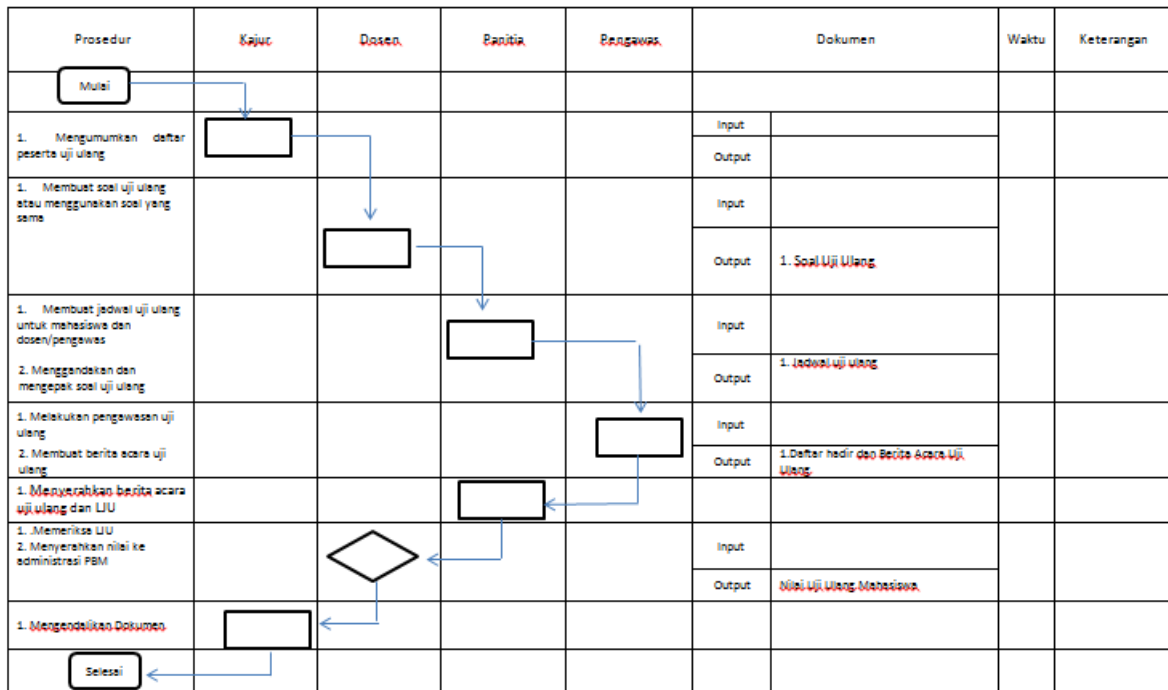 Prosedur
Kajur
Dosen
Panitia
Pengawas
Dokumen
Waktu
Keterangan
Mulai
1. Mengumumkan daftar
peserta uji ulang
Input
Output
1. Membuat soal uji ulang
atau menggunakan soal yang
sama
Input
Output
1. Soal Uji Ulang
1. Membuat jadwal uji ulang
untuk mahasiswa dan
dosen/pengawas
2. Menggandakan dan
mengepak soal uji ulang
Input
Output
1. Jadwal uji ulang
1. Melakukan pengawasan uji
ulang
2. Membuat berita acara uji
ulang
Input
Output
1.Daftar hadir dan Berita Acara Uji
Ulang
1. Menyerahkan berita acara
uji ulang dan LJU
1. .Memeriksa LJU
2. Menyerahkan nilai ke
administrasi PBM
Input
Output
Nilai Uji Ulang Mahasiswa
1. Mengendalikan Dokumen
Selesai